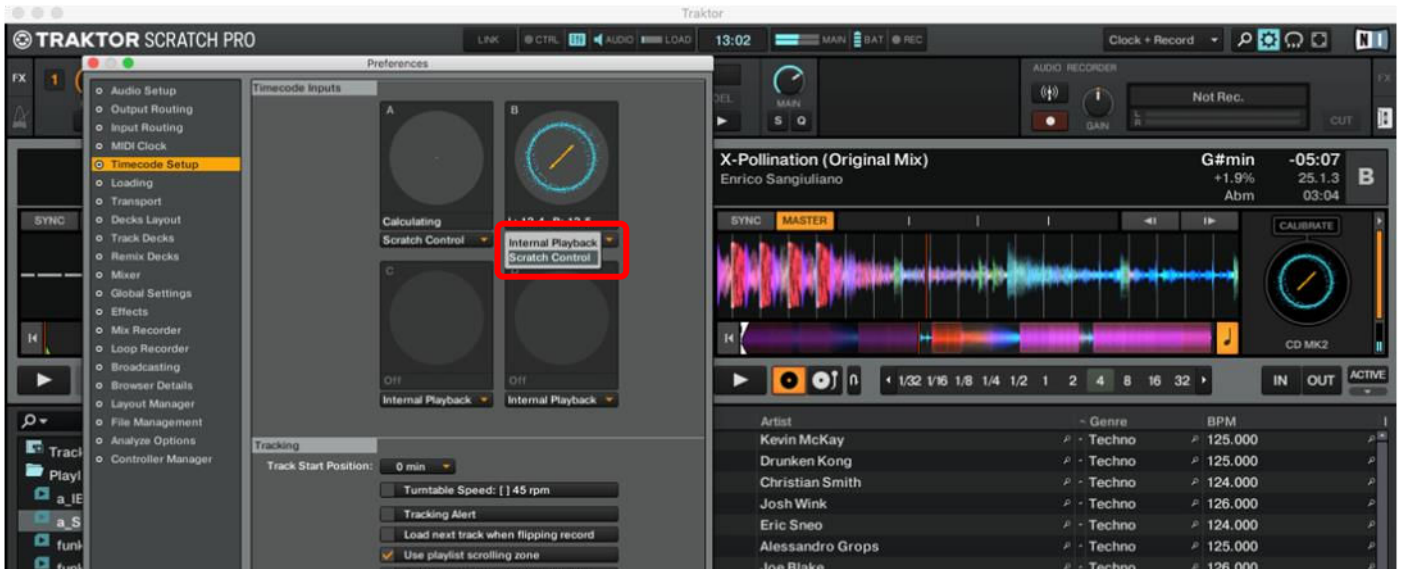 Traktor
TRAKTOR SCRATCH PRO
LINK CTRL AUDIO LOAD 13:02 MAIN BAT REC Clock + Record
FX 1
Preferences
Audio Setup
Output Routing
Input Routing
MIDI Clock
Timecode Setup
Loading
Transport
Decks Layout
Track Decks
Remix Decks
Mixer
Global Settings
Effects
Mix Recorder
Loop Recorder
Broadcasting
Browser Details
Layout Manager
File Management
Analyze Options
Controller Manager
Timecode Inputs
A B
Calculating
Scratch Control
Internal Playback
Scratch Control
C
Off Off
Internal Playback Internal Playback
Tracking
Track Start Position: 0 min
Turntable Speed: [ ] 45 rpm
Tracking Alert
Load next track when flipping record
Use playlist scrolling zone
MAIN
S Q
AUDIO RECORDER
GAIN
L
R
Not Rec.
CUT
FX
X-Pollination (Original Mix) G#min -05:07
Enrico Sangiuliano +1.9% 25.1.3 B
Abm 03:04
SYNC
SYNC MASTER
CALIBRATE
CD MK2
1/32 1/16 1/8 1/4 1/2 1 2 4 8 16 32 IN OUT ACTIVE
Artist Genre BPM
Kevin McKay Techno 125.000
Drunken Kong Techno 125.000
Christian Smith Techno 124.000
Josh Wink Techno 126.000
Eric Sneo Techno 124.000
Alessandro Grops Techno 125.000
Joe Blake Techno 126.000